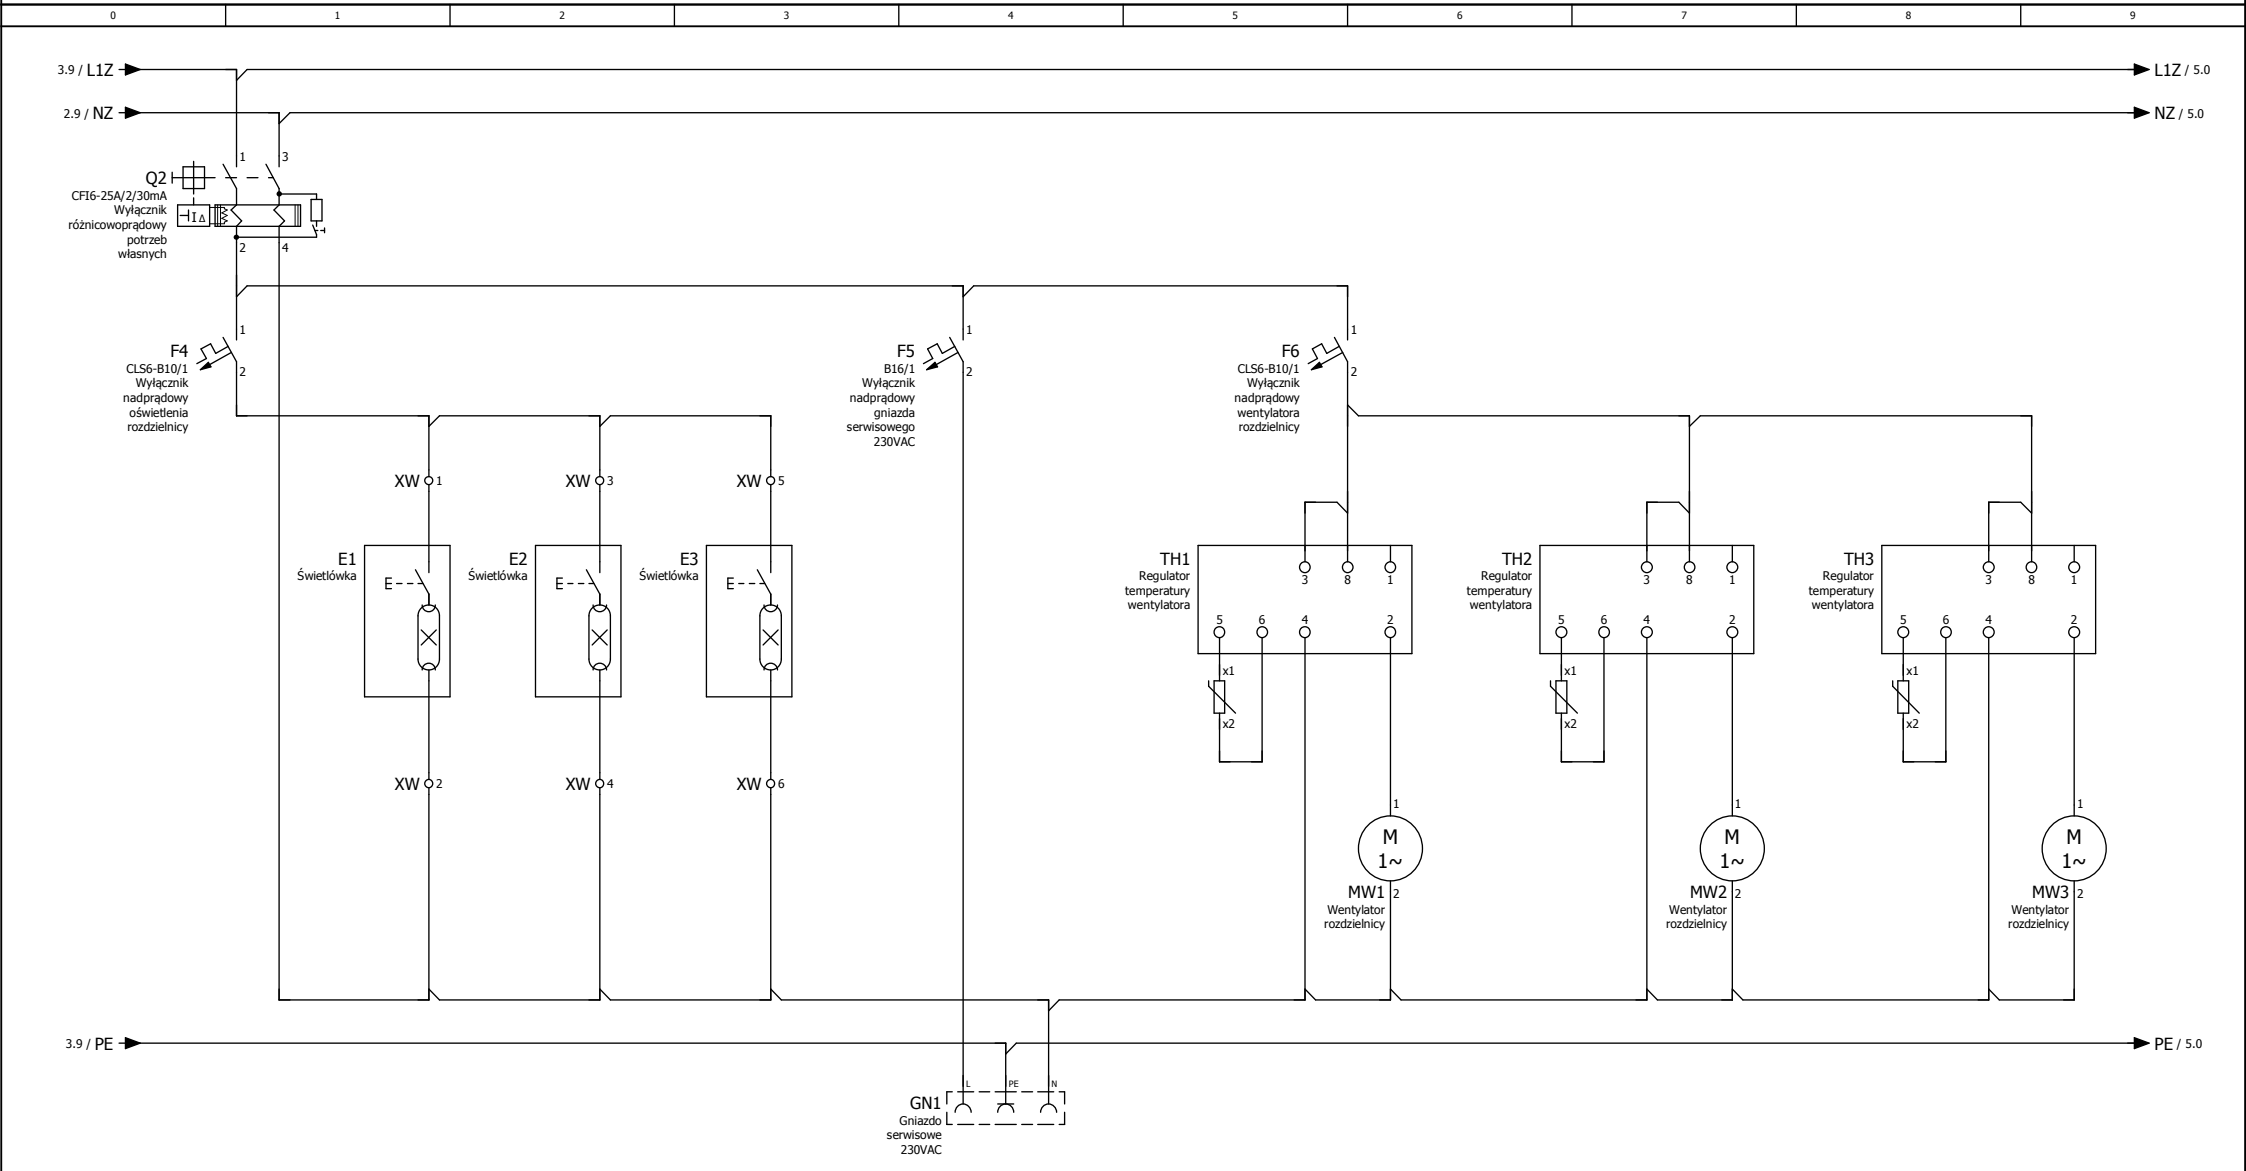 0 1 2 3 4 5 6 7 8 9
3.9 / L1Z
L1Z / 5.0
2.9 / NZ
NZ / 5.0
1 3
Q2
CFI6-25A/2/30mA
Wyłącznik
różnicowoprądowy
potrzeb
własnych
I Δ
2 4
1
F4
CLS6-B10/1
Wyłącznik
nadprądowy
oświetlenia
rozdzielnicy
2
1
F5
B16/1
Wyłącznik
nadprądowy
gniazda
serwisowego
230VAC
2
1
F6
CLS6-B10/1
Wyłącznik
nadprądowy
wentylatora
rozdzielnicy
2
XW 1
XW 3
XW 5
E1
Świetlówka
E2
Świetlówka
E3
Świetlówka
XW 2
XW 4
XW 6
TH1
Regulator
temperatury
wentylatora
3 8 1
5 6 4 2
x1
x2
TH2
Regulator
temperatury
wentylatora
3 8 1
5 6 4 2
x1
x2
TH3
Regulator
temperatury
wentylatora
3 8 1
5 6 4 2
x1
x2
1
M
1~
MW1 2
Wentylator
rozdzielnicy
1
M
1~
MW2 2
Wentylator
rozdzielnicy
1
M
1~
MW3 2
Wentylator
rozdzielnicy
3.9 / PE
PE / 5.0
L PE N
GN1
Gniazdo
serwisowe
230VAC